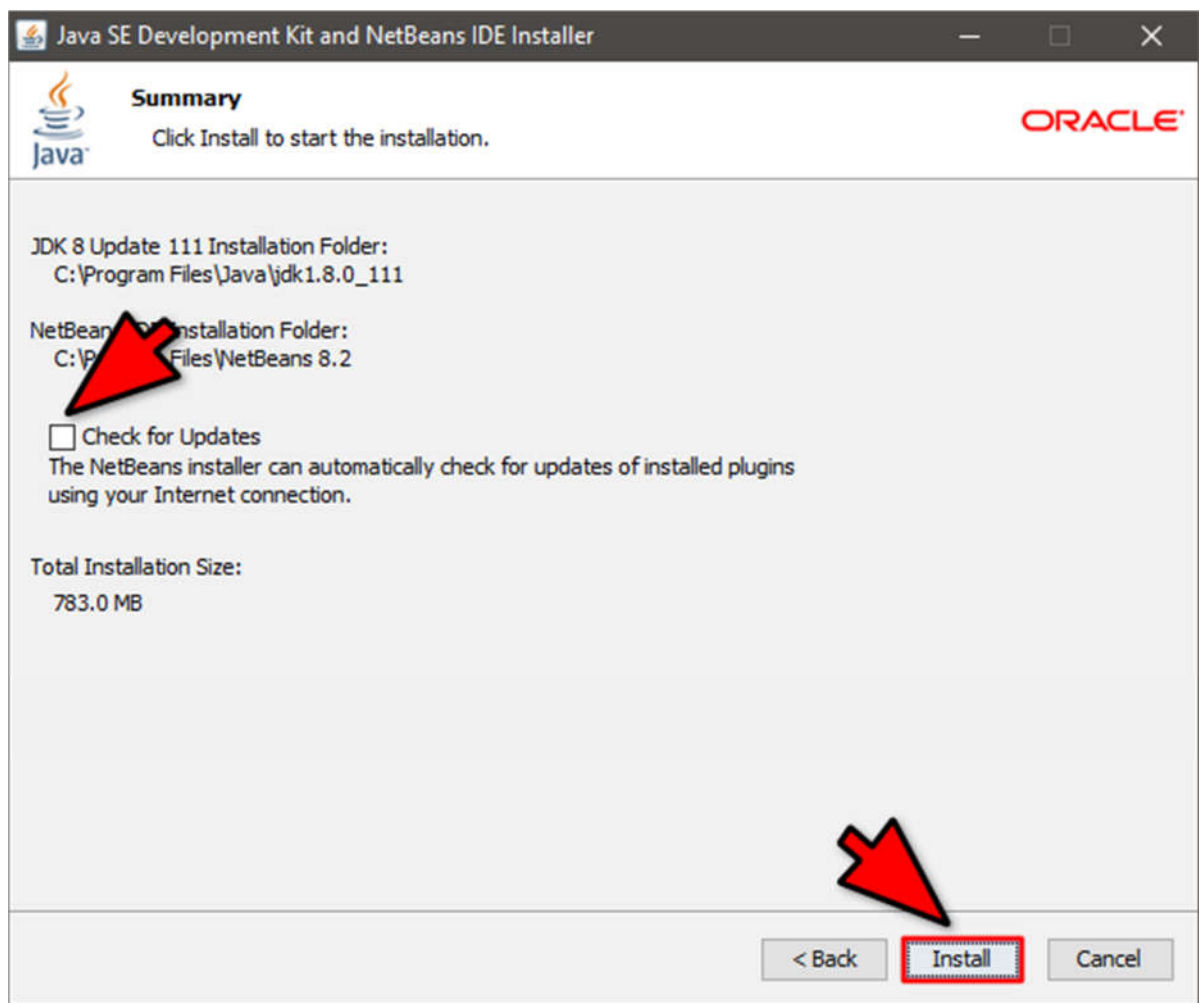 Java SE Development Kit and NetBeans IDE Installer
Summary
Click Install to start the installation.
Java
ORACLE
JDK 8 Update 111 Installation Folder:
C:\Program Files\Java\jdk1.8.0_111
Installation Folder:
Files\NetBeans 8.2
Check for Updates
The NetBeans installer can automatically check for updates of installed plugins
using your Internet connection.
Total Installation Size:
783.0 MB
< Back
Install
Cancel